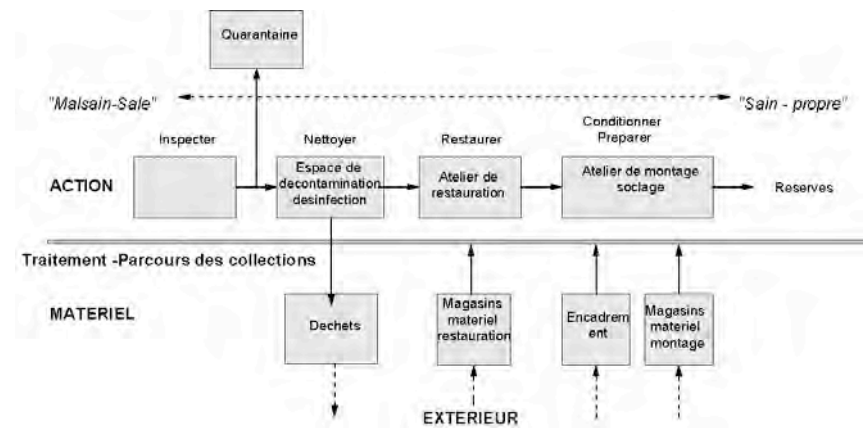 Quarantaine
"Malsain-Sale"
"Sain - propre"
Inspecter
Nettoyer
Restaurer
Conditionner
Preparer
ACTION
Espace de
decontamination
desinfection
Atelier de
restauration
Atelier de montage
soclage
Reserves
Traitement -Parcours des collections
MATERIEL
Dechets
Magasins
materiel
restauration
Encadrem
ent
Magasins
materiel
montage
EXTERIEUR